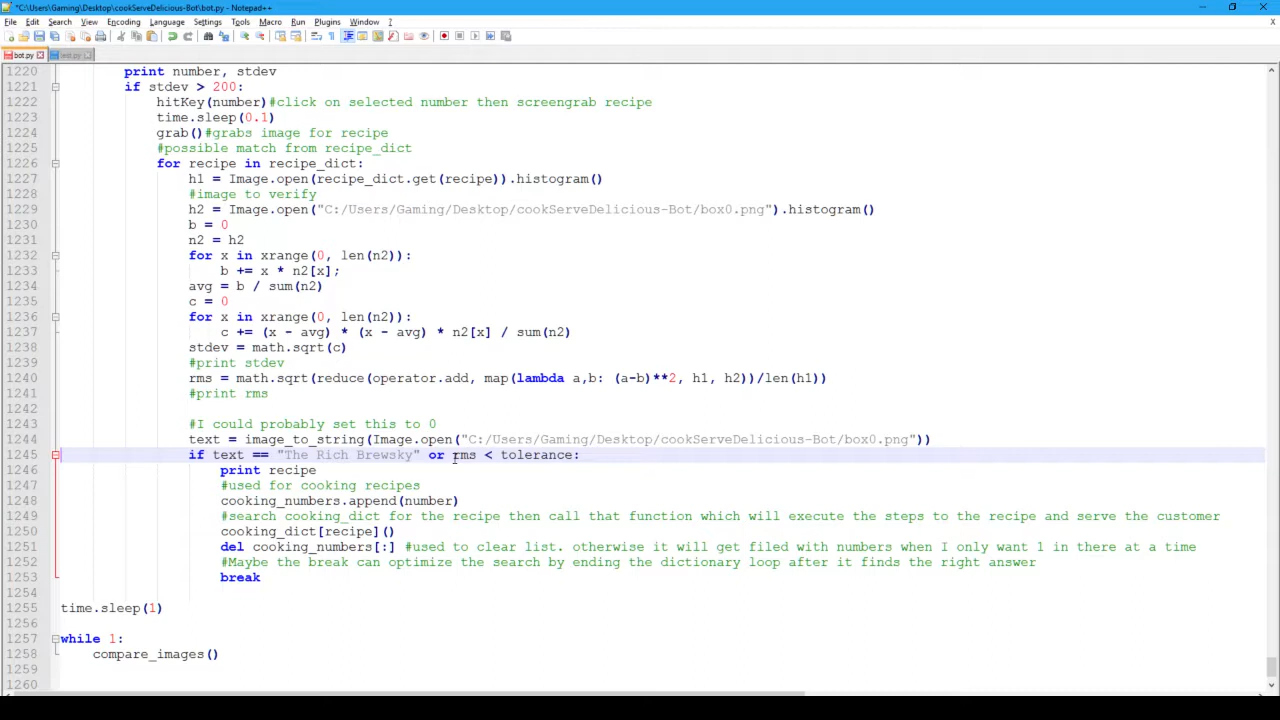 *C:\Users\Gaming\Desktop\cookServeDelicious-Bot\bot.py - Notepad++
File Edit Search View Encoding Language Settings Tools Macro Run Plugins Window ? X
bot.py test.py
1220 print number, stdev
1221 if stdev > 200:
1222 hitKey(number)#click on selected number then screengrab recipe
1223 time.sleep(0.1)
1224 grab()#grabs image for recipe
1225 #possible match from recipe_dict
1226 for recipe in recipe_dict:
1227 h1 = Image.open(recipe_dict.get(recipe)).histogram()
1228 #image to verify
1229 h2 = Image.open("C:/Users/Gaming/Desktop/cookServeDelicious-Bot/box0.png").histogram()
1230 b = 0
1231 n2 = h2
1232 for x in xrange(0, len(n2)):
1233 b += x * n2[x];
1234 avg = b / sum(n2)
1235 c = 0
1236 for x in xrange(0, len(n2)):
1237 c += (x - avg) * (x - avg) * n2[x] / sum(n2)
1238 stdev = math.sqrt(c)
1239 #print stdev
1240 rms = math.sqrt(reduce(operator.add, map(lambda a,b: (a-b)**2, h1, h2))/len(h1))
1241 #print rms
1242
1243 #I could probably set this to 0
1244 text = image_to_string(Image.open("C:/Users/Gaming/Desktop/cookServeDelicious-Bot/box0.png"))
1245 if text == "The Rich Brewsky" or rms < tolerance:
1246 print recipe
1247 #used for cooking recipes
1248 cooking_numbers.append(number)
1249 #search cooking_dict for the recipe then call that function which will execute the steps to the recipe and serve the customer
1250 cooking_dict[recipe]()
1251 del cooking_numbers[:] #used to clear list. otherwise it will get filed with numbers when I only want 1 in there at a time
1252 #Maybe the break can optimize the search by ending the dictionary loop after it finds the right answer
1253 break
1254
1255 time.sleep(1)
1256
1257 while 1:
1258 compare_images()
1259
1260